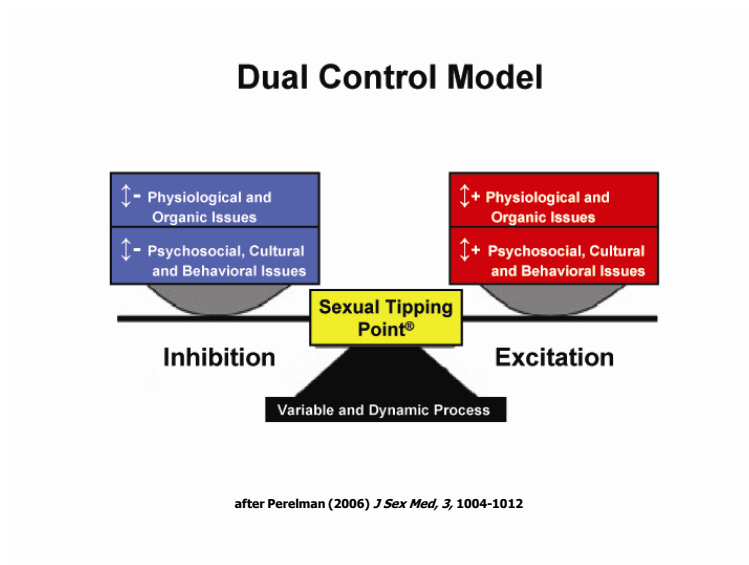 Dual Control Model
↕- Physiological and
Organic Issues
↕- Psychosocial, Cultural
and Behavioral Issues
↕+ Physiological and
Organic Issues
↕+ Psychosocial, Cultural
and Behavioral Issues
Sexual Tipping
Point®
Inhibition
Excitation
Variable and Dynamic Process
after Perelman (2006) J Sex Med, 3, 1004-1012